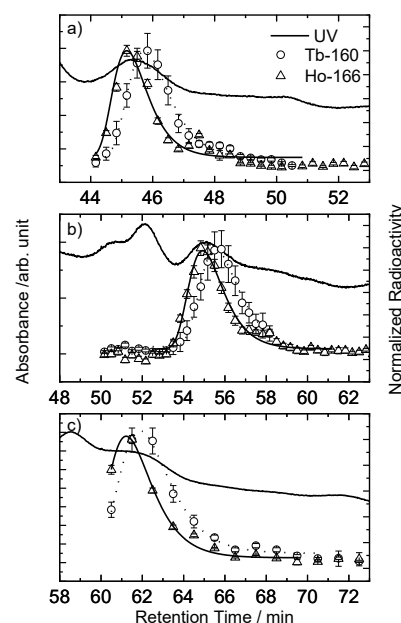 a)
UV
Tb-160
Ho-166
44 46 48 50 52
b)
48 50 52 54 56 58 60 62
c)
58 60 62 64 66 68 70 72
Retention Time / min
Absorbance /arb. unit
Normalized Radioactivity